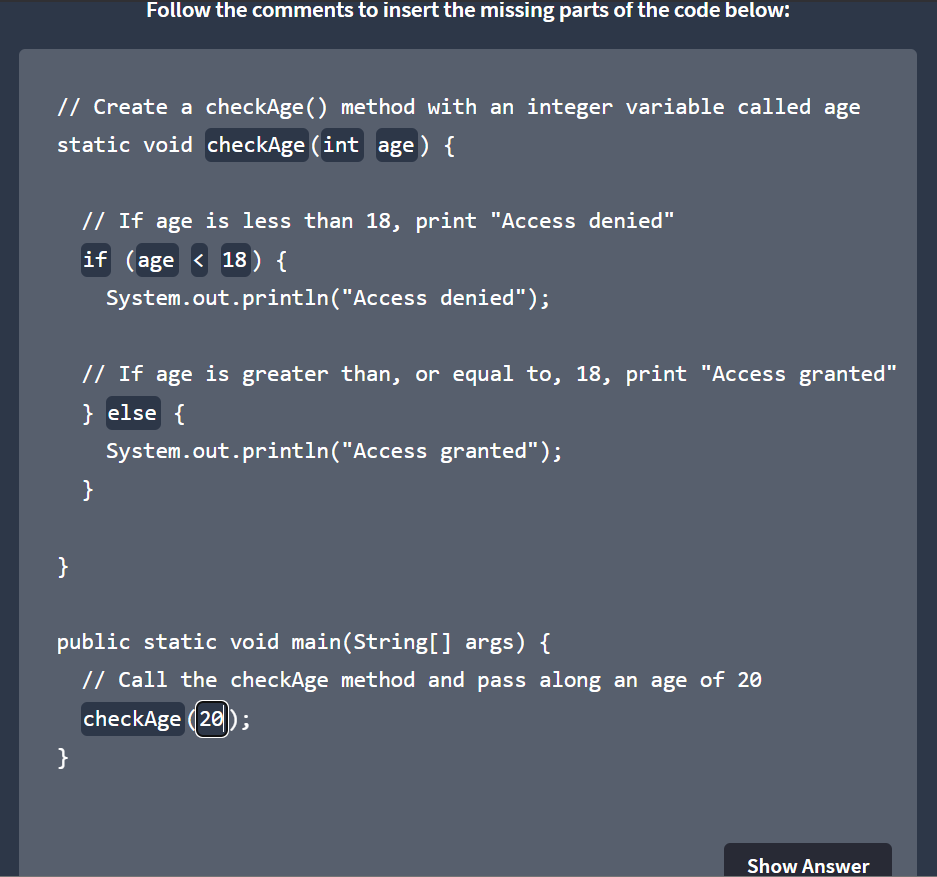 Follow the comments to insert the missing parts of the code below:
// Create a checkAge() method with an integer variable called age
static void checkAge(int age) {
// If age is less than 18, print "Access denied"
if (age < 18) {
System.out.println("Access denied");
// If age is greater than, or equal to, 18, print "Access granted"
} else {
System.out.println("Access granted");
}
}
public static void main(String[] args) {
// Call the checkAge method and pass along an age of 20
checkAge(20);
}
Show Answer